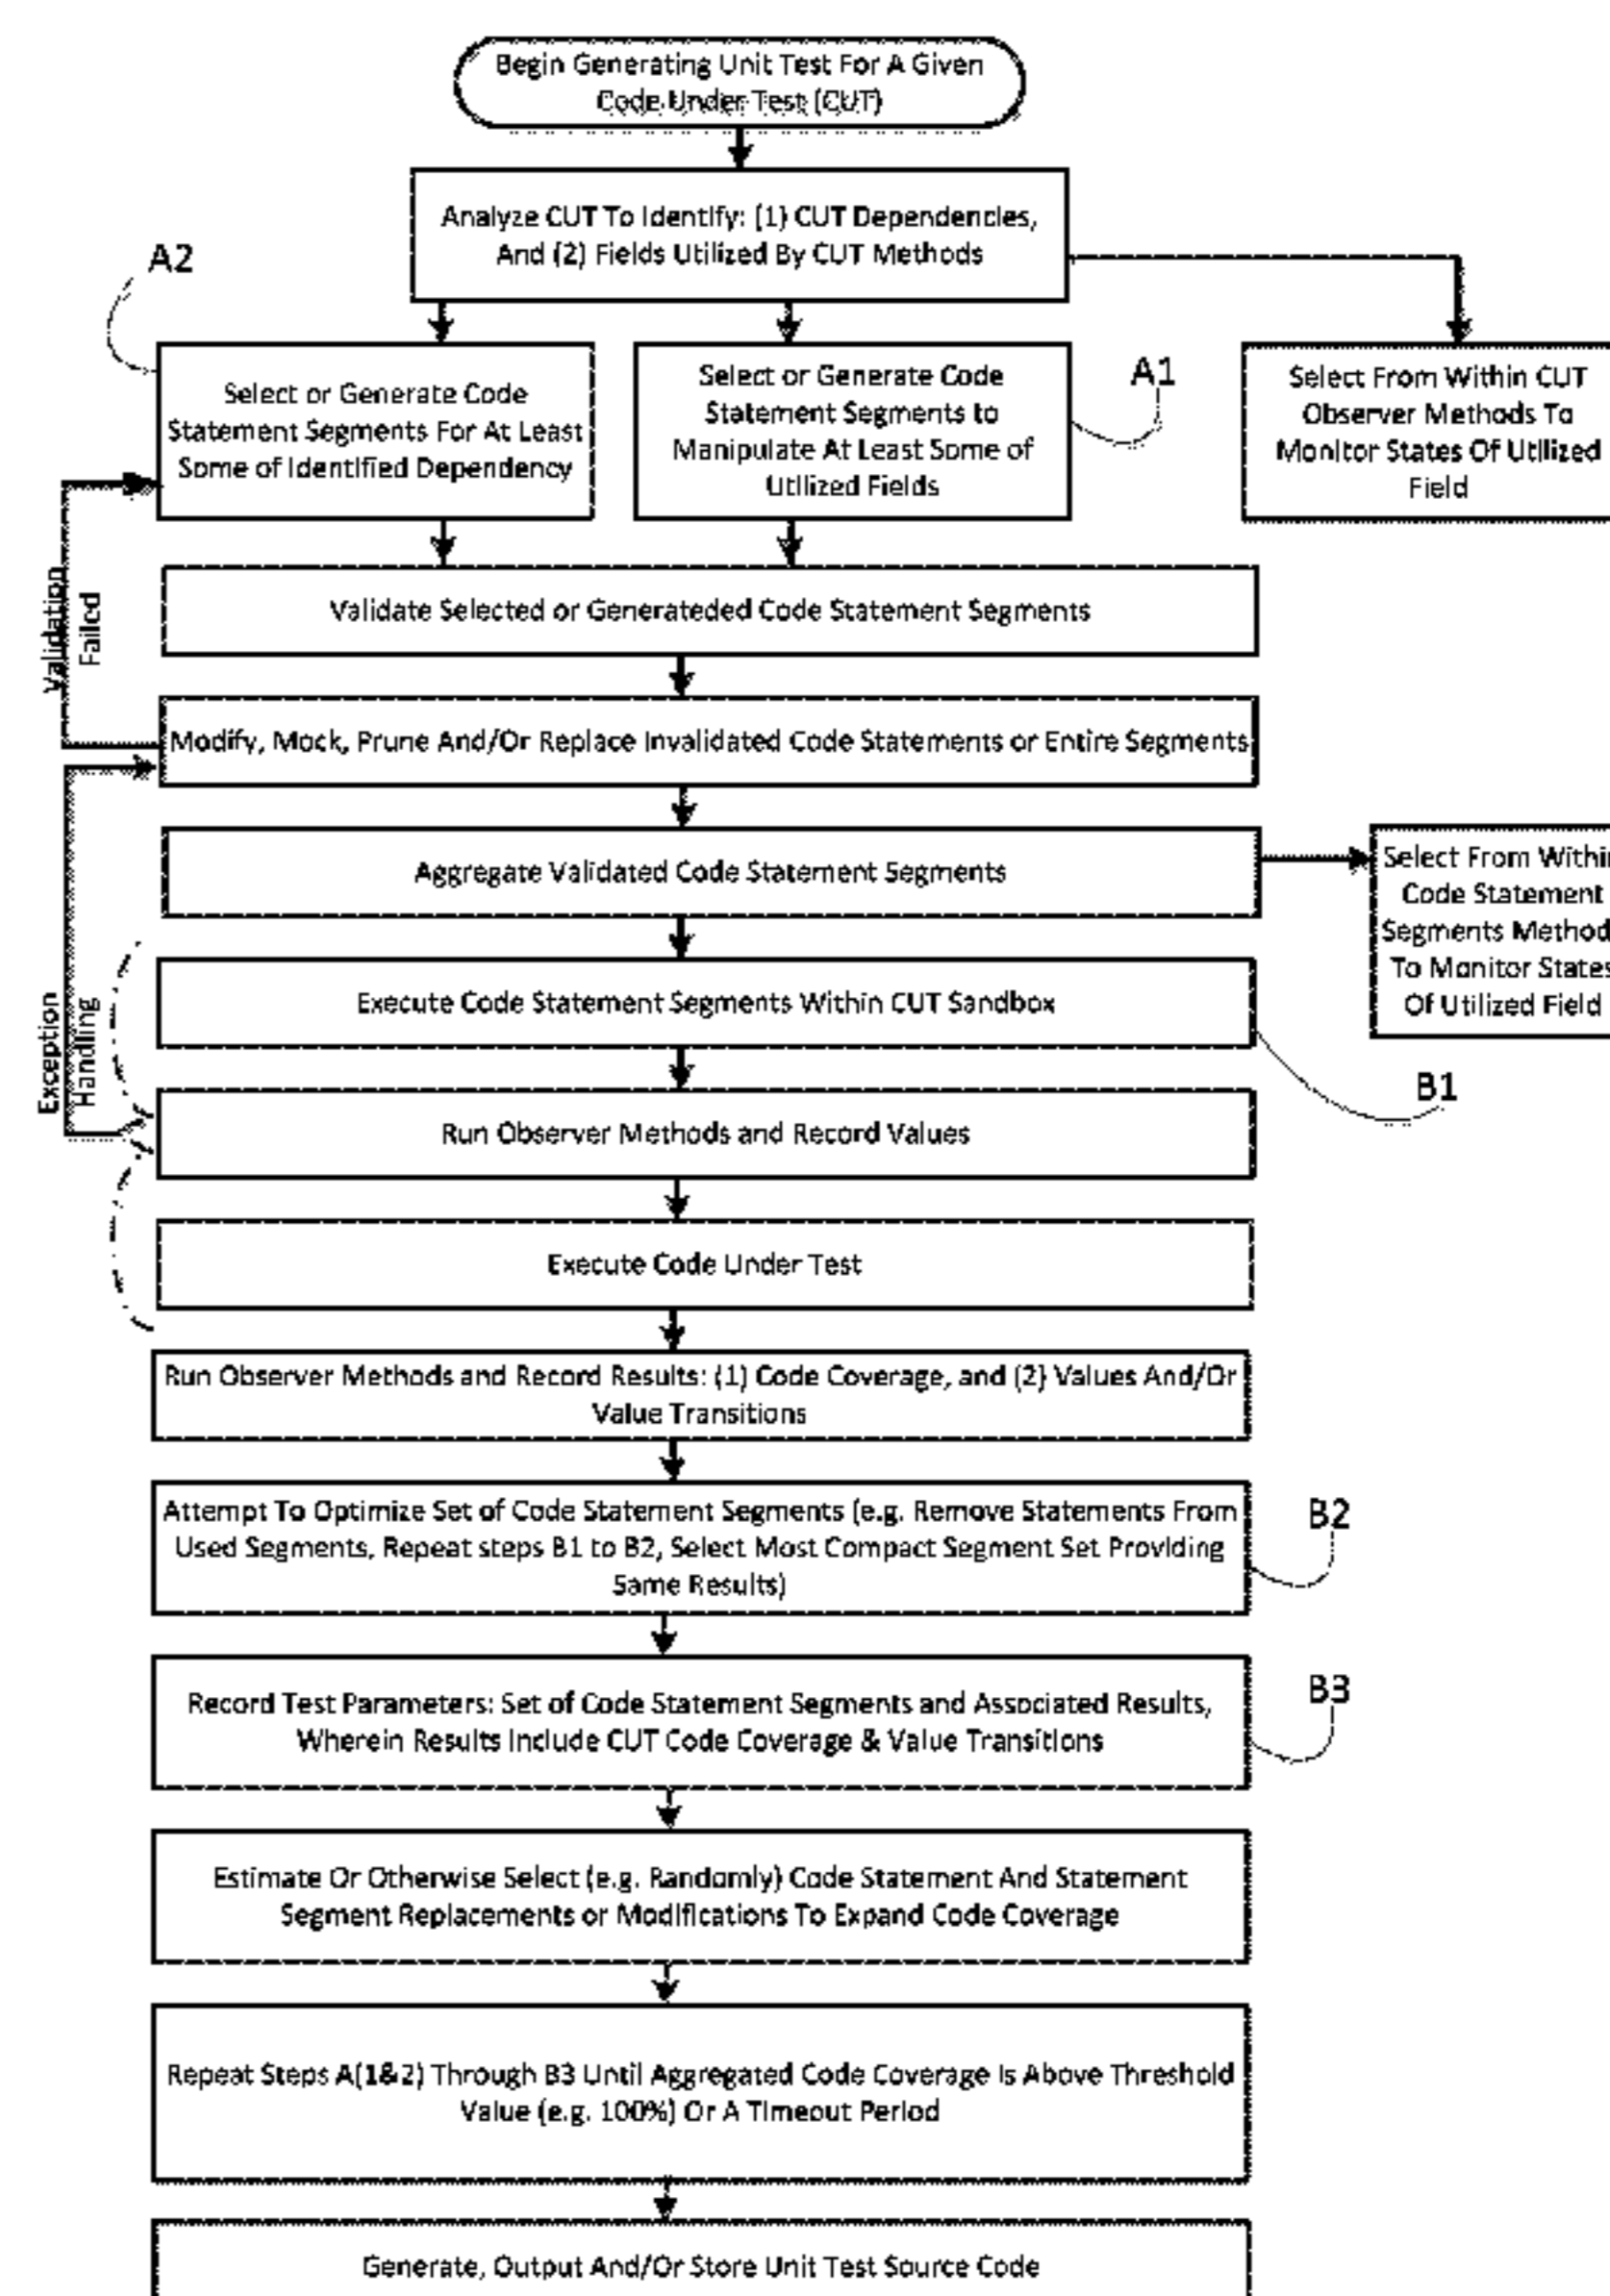 Begin Generating Unit Test For A Given
Code Under Test (CUT)
Analyze CUT To Identify: (1) CUT Dependencies,
And (2) Fields Utilized By CUT Methods
A2
Select or Generate Code
Statement Segments For At Least
Some of Identified Dependency
Select or Generate Code
Statement Segments to
Manipulate At Least Some of
Utilized Fields
A1
Select From Within CUT
Observer Methods To
Monitor States Of Utilized
Field
Validation
Failed
Validate Selected or Generateded Code Statement Segments
Modify, Mock, Prune And/Or Replace Invalidated Code Statements or Entire Segments
Aggregate Validated Code Statement Segments
Select From Within
Code Statement
Segments Method
To Monitor States
Of Utilized Field
Exception
Handling
Execute Code Statement Segments Within CUT Sandbox
B1
Run Observer Methods and Record Values
Execute Code Under Test
Run Observer Methods and Record Results: (1) Code Coverage, and (2) Values And/Or
Value Transitions
Attempt To Optimize Set of Code Statement Segments (e.g. Remove Statements From
Used Segments, Repeat steps B1 to B2, Select Most Compact Segment Set Providing
Same Results)
B2
Record Test Parameters: Set of Code Statement Segments and Associated Results,
Wherein Results Include CUT Code Coverage & Value Transitions
B3
Estimate Or Otherwise Select (e.g. Randomly) Code Statement And Statement
Segment Replacements or Modifications To Expand Code Coverage
Repeat Steps A(1&2) Through B3 Until Aggregated Code Coverage Is Above Threshold
Value (e.g. 100%) Or A Timeout Period
Generate, Output And/Or Store Unit Test Source Code